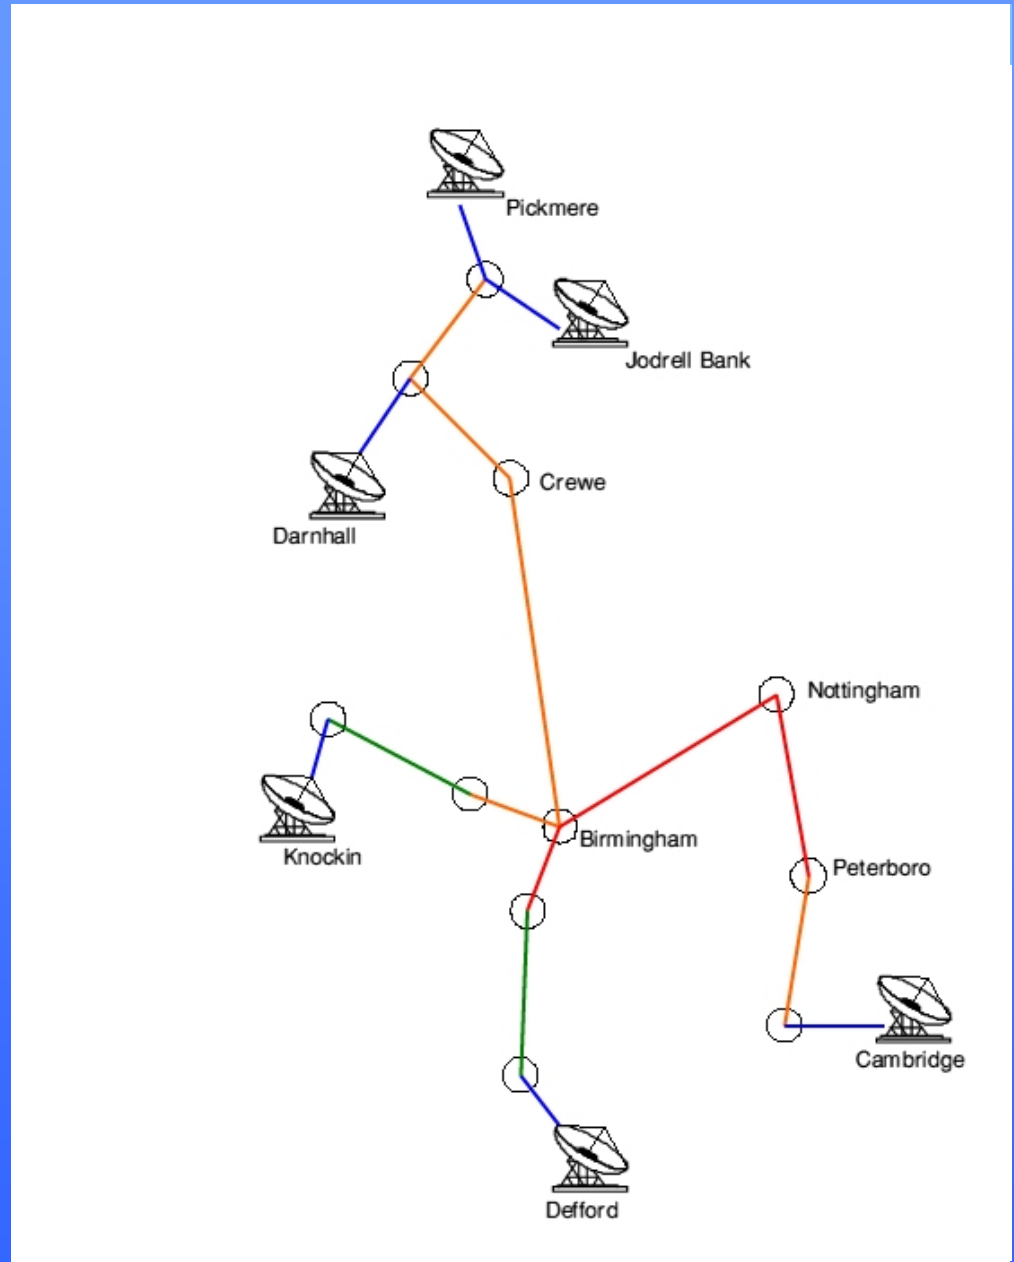 Pickmere
Jodrell Bank
Crewe
Darnhall
Nottingham
Birmingham
Knockin
Peterboro
Cambridge
Defford